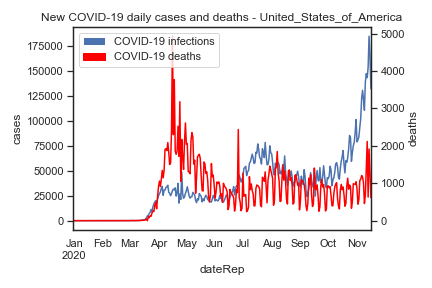 New COVID-19 daily cases and deaths - United_States_of_America
COVID-19 infections
COVID-19 deaths
175000
150000
125000
100000
75000
50000
25000
0
cases
5000
4000
3000
2000
1000
0
deaths
Jan Feb Mar Apr May Jun Jul Aug Sep Oct Nov
2020
dateRep